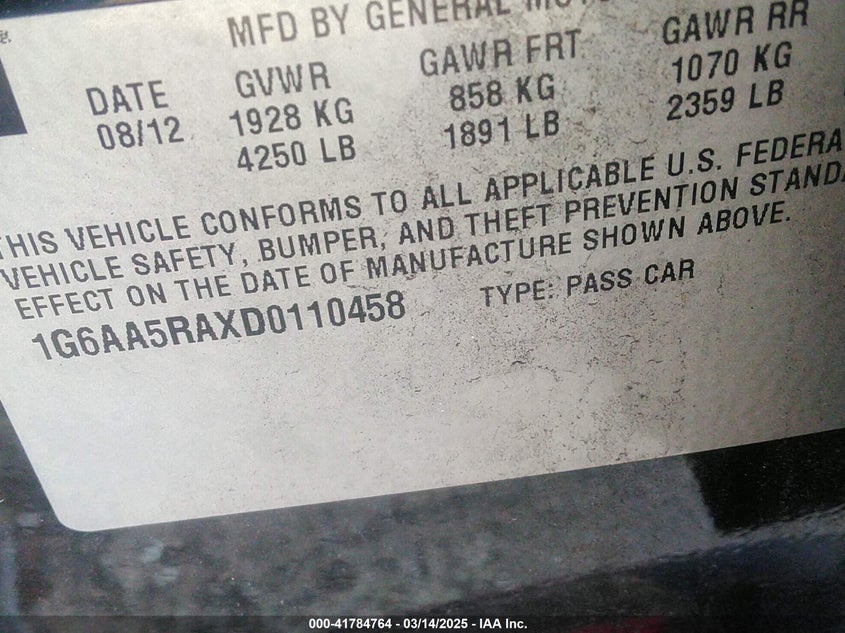 MFD BY GENERAL
DATE GVWR GAWR FRT GAWR RR
08/12 1928 KG 858 KG 1070 KG
4250 LB 1891 LB 2359 LB
THIS VEHICLE CONFORMS TO ALL APPLICABLE U.S. FEDERA
VEHICLE SAFETY, BUMPER, AND THEFT PREVENTION STANDA
EFFECT ON THE DATE OF MANUFACTURE SHOWN ABOVE.
1G6AA5RAXD0110458 TYPE: PASS CAR
000-41784764 - 03/14/2025 - IAA Inc.